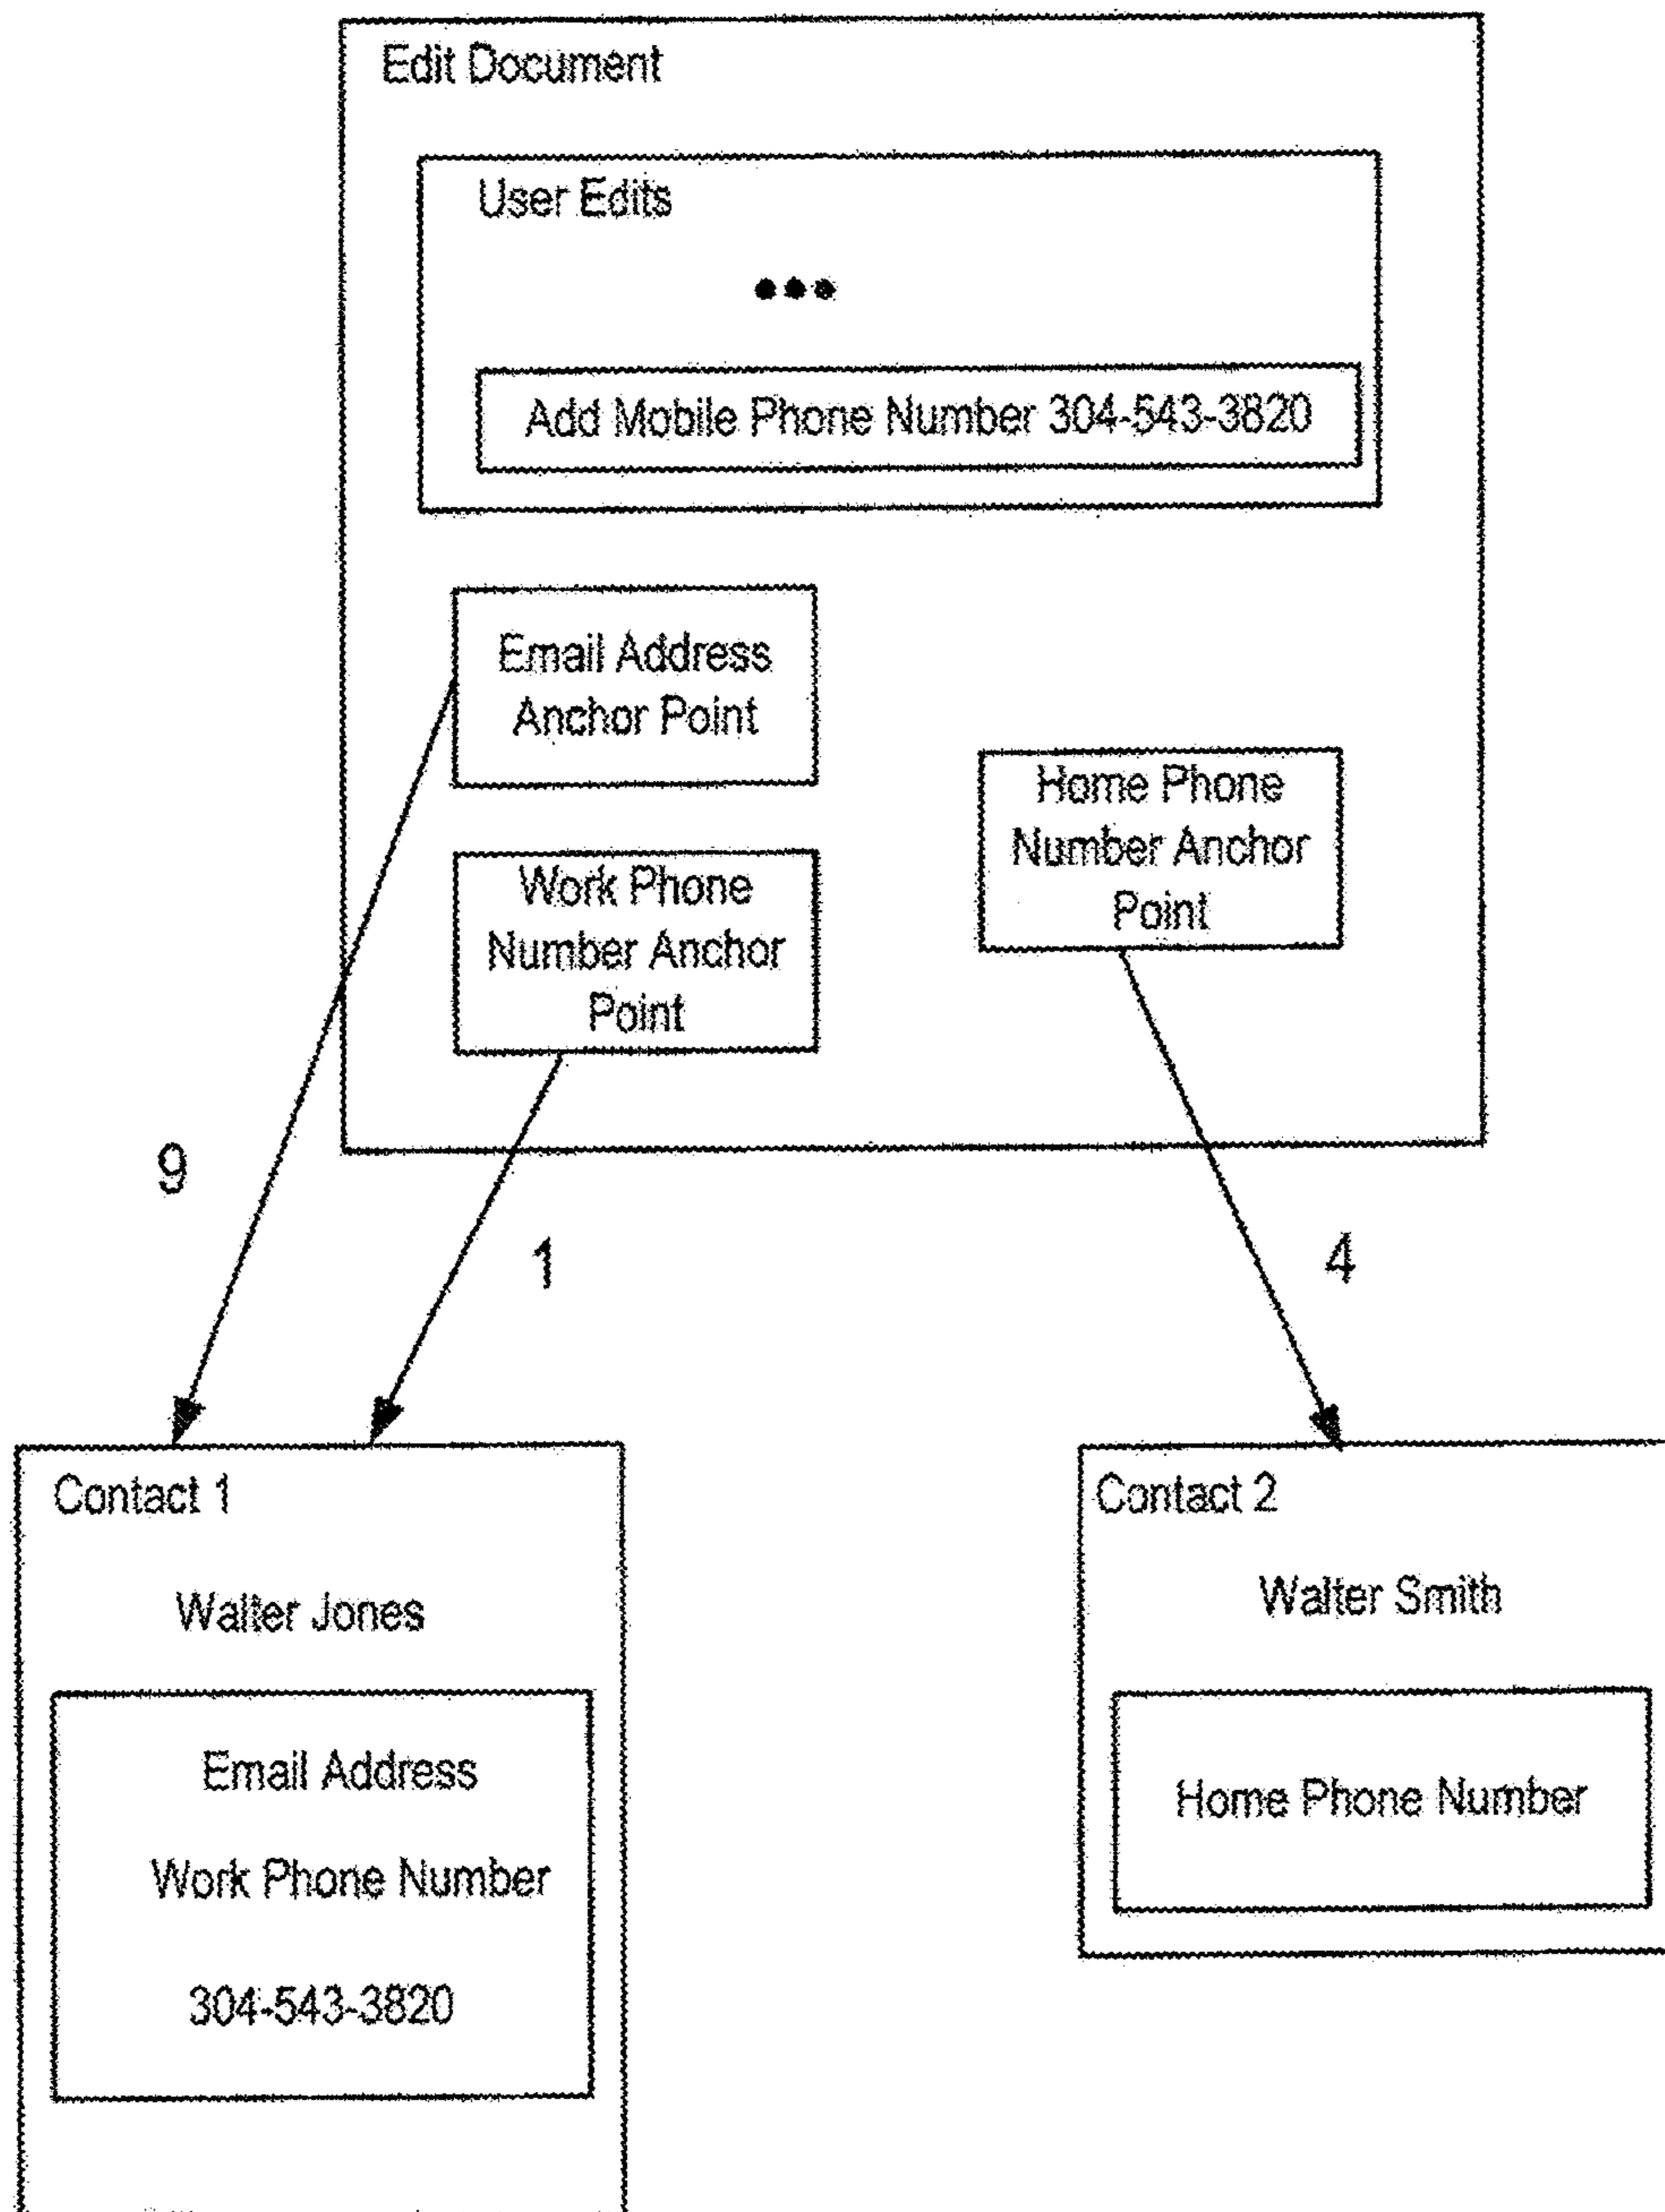 Edit Document
User Edits
•••
Add Mobile Phone Number 304-543-3820
Email Address
Anchor Point
Home Phone
Number Anchor
Point
Work Phone
Number Anchor
Point
9
1
4
Contact 1
Walter Jones
Email Address
Work Phone Number
304-543-3820
Contact 2
Walter Smith
Home Phone Number